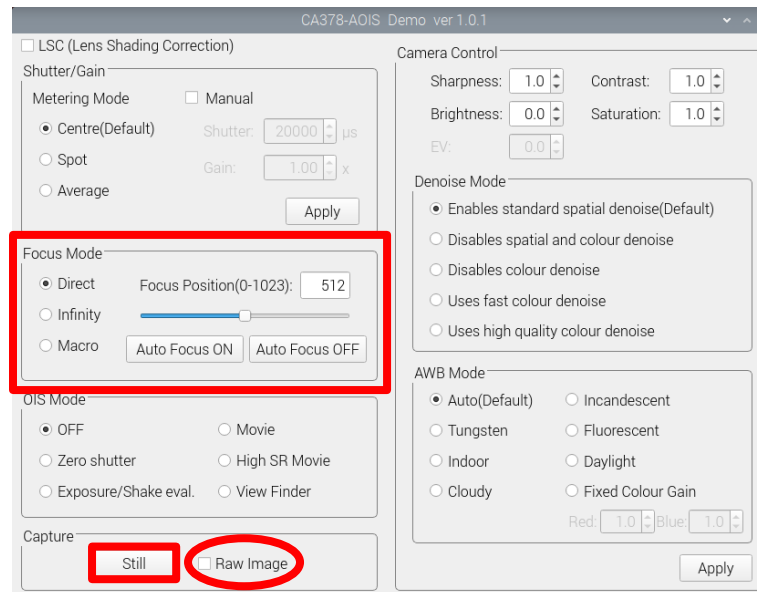 CA378-AOIS Demo ver 1.0.1
LSC (Lens Shading Correction)
Shutter/Gain
Metering Mode
Manual
Centre(Default)
Shutter: 20000 µs
Spot
Gain: 1.00 x
Average
Apply
Focus Mode
Direct
Focus Position(0-1023): 512
Infinity
Macro
Auto Focus ON
Auto Focus OFF
OIS Mode
OFF
Movie
Zero shutter
High SR Movie
Exposure/Shake eval.
View Finder
Capture
Still
Raw Image
Camera Control
Sharpness: 1.0
Contrast: 1.0
Brightness: 0.0
Saturation: 1.0
EV: 0.0
Denoise Mode
Enables standard spatial denoise(Default)
Disables spatial and colour denoise
Disables colour denoise
Uses fast colour denoise
Uses high quality colour denoise
AWB Mode
Auto(Default)
Incandescent
Tungsten
Fluorescent
Indoor
Daylight
Cloudy
Fixed Colour Gain
Red: 1.0 Blue: 1.0
Apply